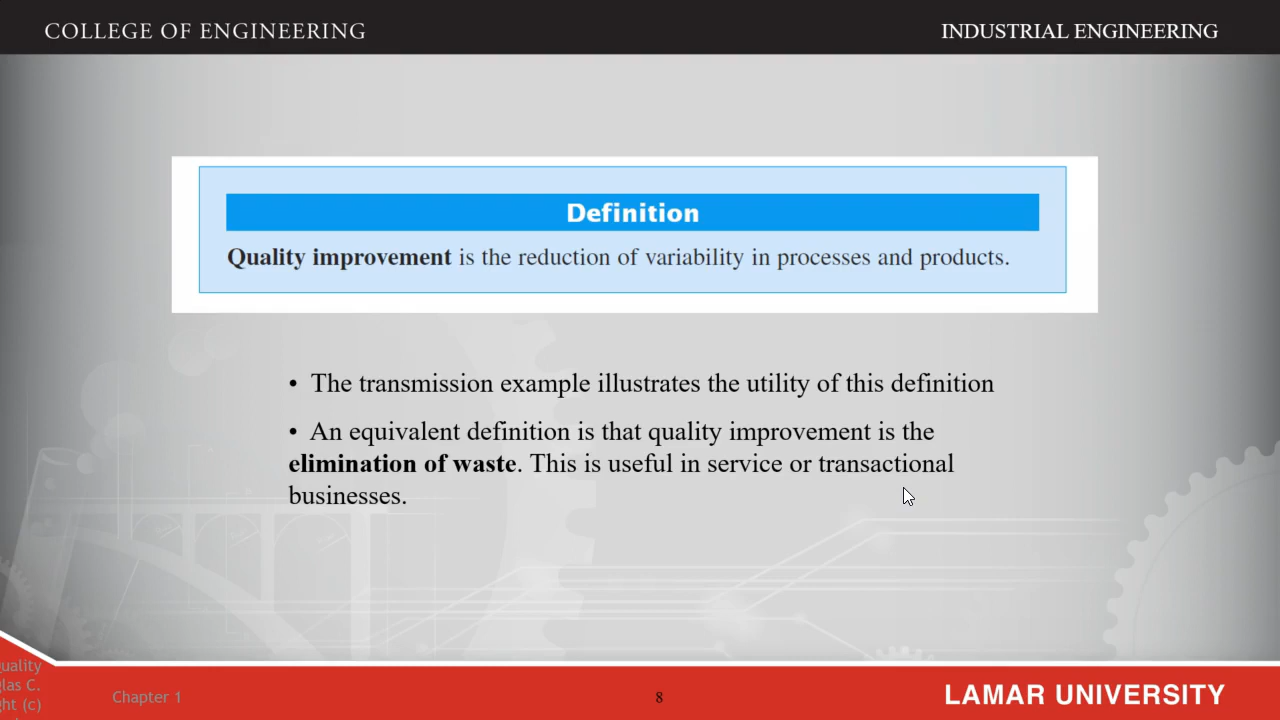 COLLEGE OF ENGINEERING
INDUSTRIAL ENGINEERING
Definition
Quality improvement is the reduction of variability in processes and products.
• The transmission example illustrates the utility of this definition
• An equivalent definition is that quality improvement is the
elimination of waste. This is useful in service or transactional
businesses.
C.
(c)
Chapter 1
8
LAMAR UNIVERSITY